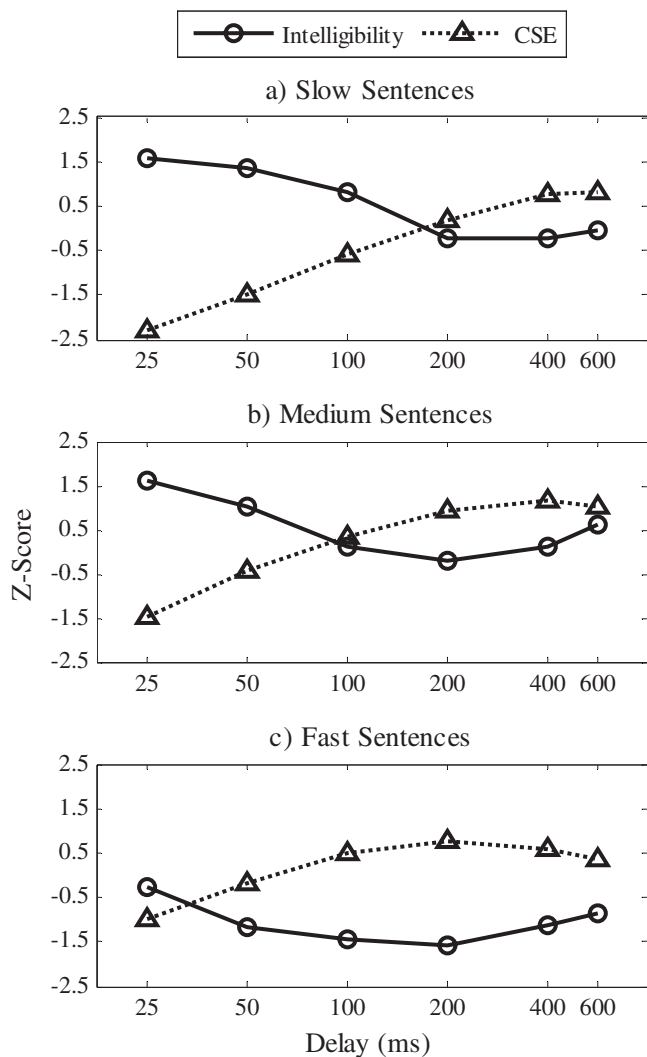 Intelligibility CSE
a) Slow Sentences
2.5
1.5
0.5
-0.5
-1.5
-2.5
25 50 100 200 400 600
b) Medium Sentences
2.5
1.5
0.5
-0.5
-1.5
-2.5
25 50 100 200 400 600
Z-Score
c) Fast Sentences
2.5
1.5
0.5
-0.5
-1.5
-2.5
25 50 100 200 400 600
Delay (ms)